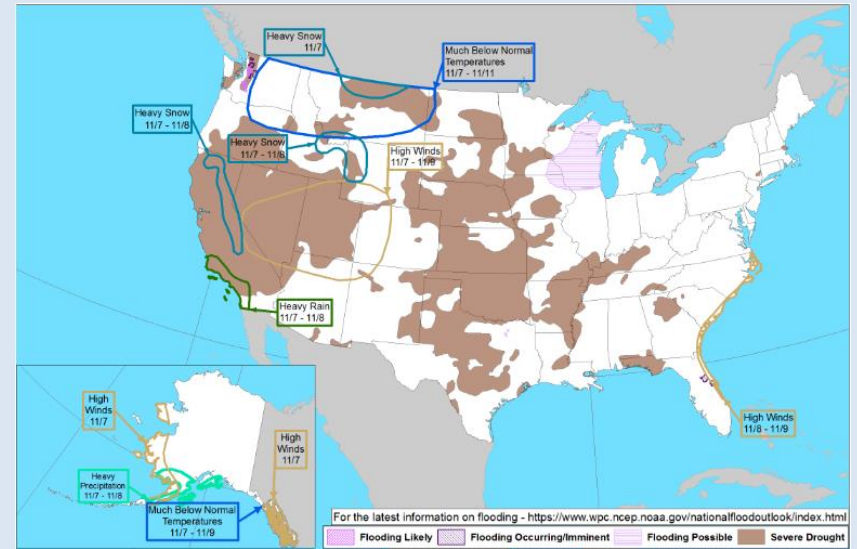 Heavy Snow
11/7
Much Below Normal
Temperatures
11/7 - 11/11
Heavy Snow
11/7 - 11/8
Heavy Snow
11/7 - 11/8
High Winds
11/7 - 11/9
Heavy Rain
11/7 - 11/8
High Winds
11/8 - 11/9
High
Winds
11/7
High
Winds
11/7
Heavy
Precipitation
11/7 - 11/8
Much Below Normal
Temperatures
11/7 - 11/9
For the latest information on flooding - https://www.wpc.ncep.noaa.gov/nationalfloodoutlook/index.html
Flooding Likely
Flooding Occurring/Imminent
Flooding Possible
Severe Drought